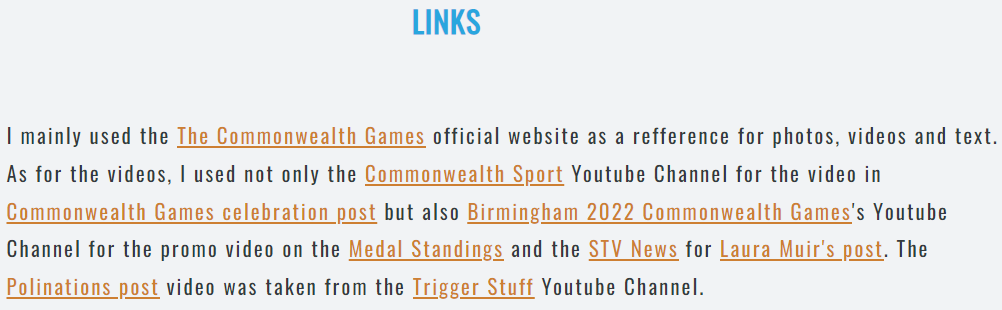 LINKS
I mainly used the The Commonwealth Games official website as a refference for photos, videos and text.
As for the videos, I used not only the Commonwealth Sport Youtube Channel for the video in
Commonwealth Games celebration post but also Birmingham 2022 Commonwealth Games's Youtube
Channel for the promo video on the Medal Standings and the STV News for Laura Muir's post. The
Polinations post video was taken from the Trigger Stuff Youtube Channel.